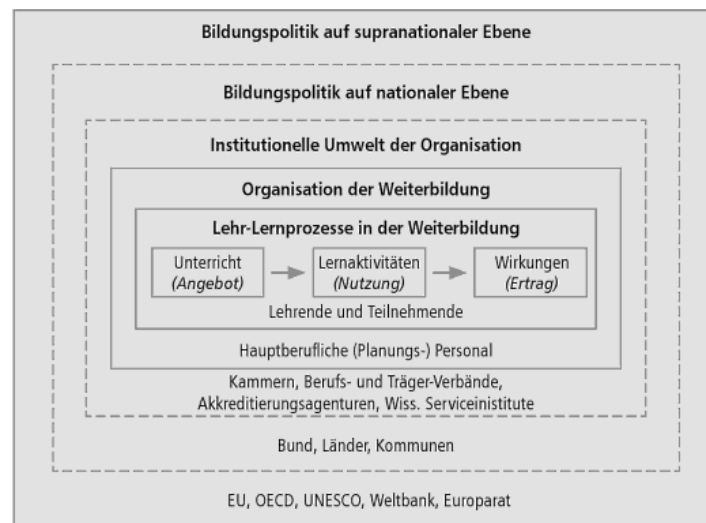 Bildungspolitik auf supranationaler Ebene
Bildungspolitik auf nationaler Ebene
Institutionelle Umwelt der Organisation
Organisation der Weiterbildung
Lehr-Lernprozesse in der Weiterbildung
Unterricht
(Angebot)
Lernaktivitäten
(Nutzung)
Wirkungen
(Ertrag)
Lehrende und Teilnehmende
Hauptberufliche (Planungs-) Personal
Kammern, Berufs- und Träger-Verbände,
Akkreditierungsagenturen, Wiss. Serviceinistitute
Bund, Länder, Kommunen
EU, OECD, UNESCO, Weltbank, Europarat